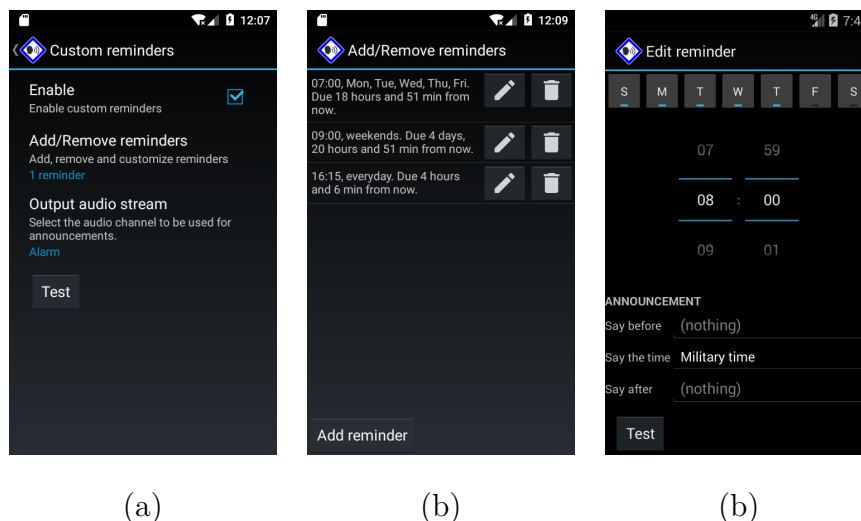 12:07
Custom reminders
Enable
Enable custom reminders
Add/Remove reminders
Add, remove and customize reminders
1 reminder
Output audio stream
Select the audio channel to be used for
announcements.
Alarm
Test
(a)
12:09
Add/Remove reminders
07:00, Mon, Tue, Wed, Thu, Fri.
Due 18 hours and 51 min from
now.
09:00, weekends. Due 4 days,
20 hours and 51 min from now.
16:15, everyday. Due 4 hours
and 6 min from now.
Add reminder
(b)
4G 7:4
Edit reminder
S M T W T F S
07 59
08 : 00
09 01
ANNOUNCEMENT
Say before (nothing)
Say the time Military time
Say after (nothing)
Test
(b)